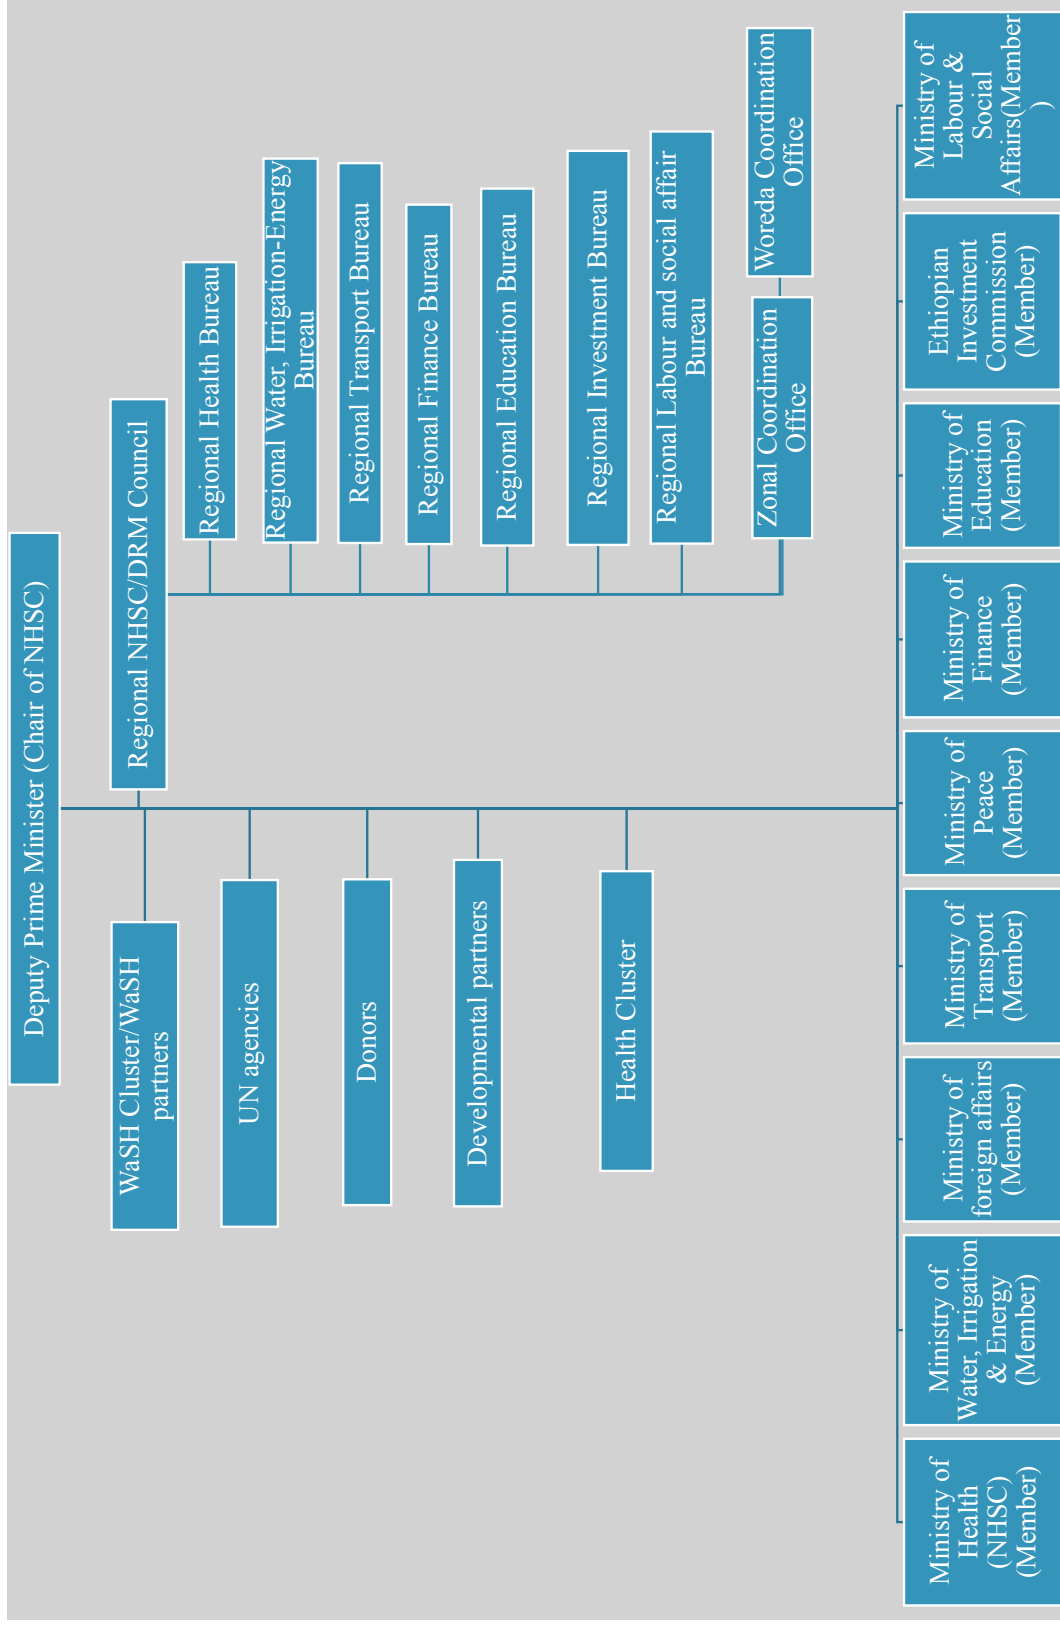 Deputy Prime Minister (Chair of NHSC)
WaSH Cluster/WaSH
partners
Regional NHSC/DRM Council
UN agencies
Donors
Developmental partners
Health Cluster
Regional Health Bureau
Regional Water, Irrigation-Energy
Bureau
Regional Transport Bureau
Regional Finance Bureau
Regional Education Bureau
Regional Investment Bureau
Regional Labour and social affair
Bureau
Zonal Coordination
Office
Woreda Coordination
Office
Ministry of
Health
(NHSC)
(Member)
Ministry of
Water, Irrigation
& Energy
(Member)
Ministry of
foreign affairs
(Member)
Ministry of
Transport
(Member)
Ministry of
Peace
(Member)
Ministry of
Finance
(Member)
Ministry of
Education
(Member)
Ethiopian
Investment
Commission
(Member)
Ministry of
Labour &
Social
Affairs(Member
)